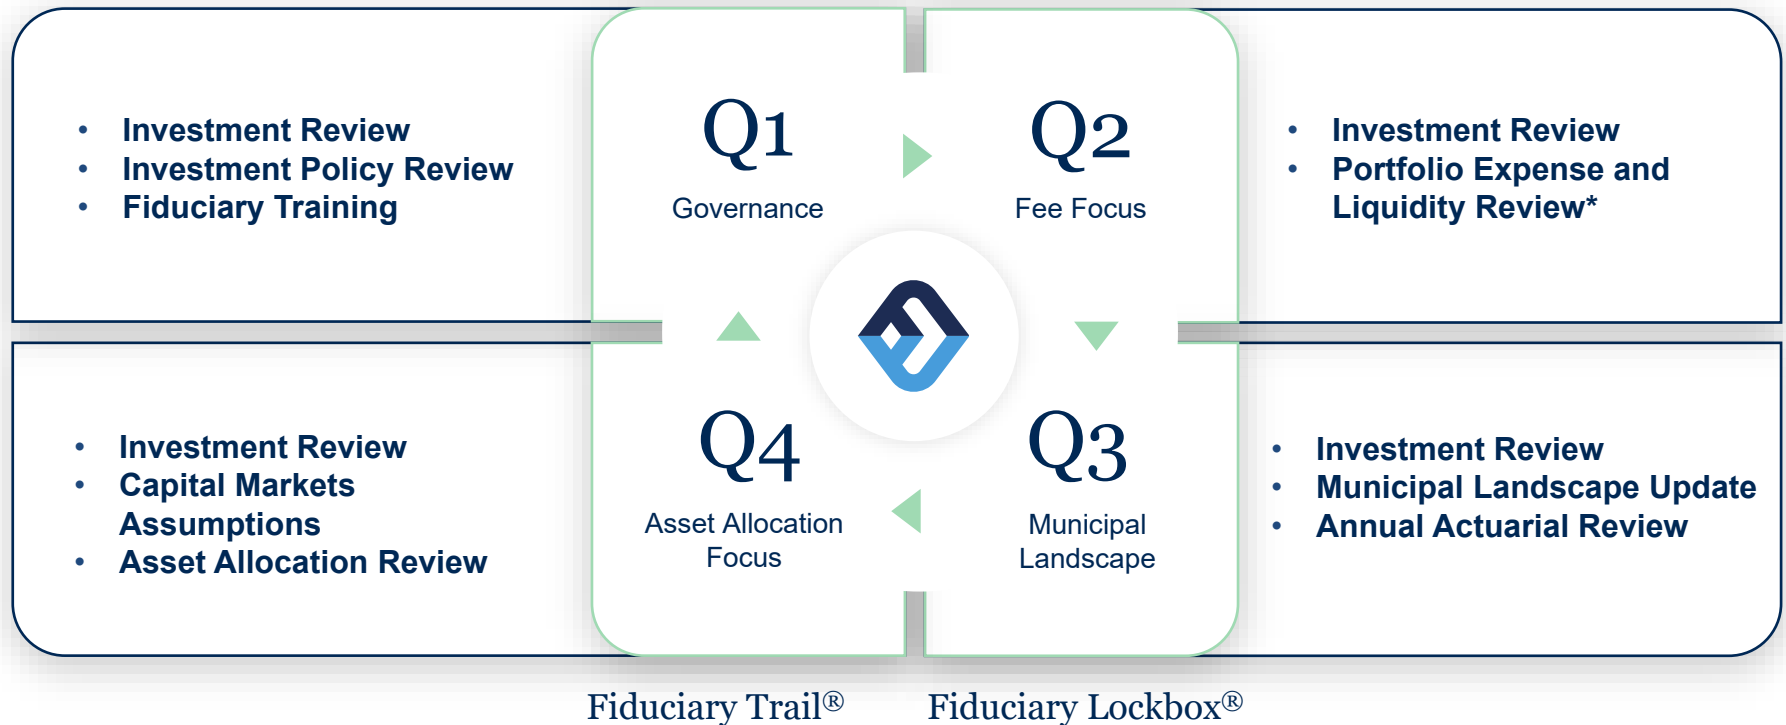 • Investment Review
• Investment Policy Review
• Fiduciary Training
Q1
Governance
Q2
Fee Focus
• Investment Review
• Portfolio Expense and
Liquidity Review*
• Investment Review
• Capital Markets
Assumptions
• Asset Allocation Review
Q4
Asset Allocation
Focus
Q3
Municipal
Landscape
• Investment Review
• Municipal Landscape Update
• Annual Actuarial Review
Fiduciary Trail®
Fiduciary Lockbox®